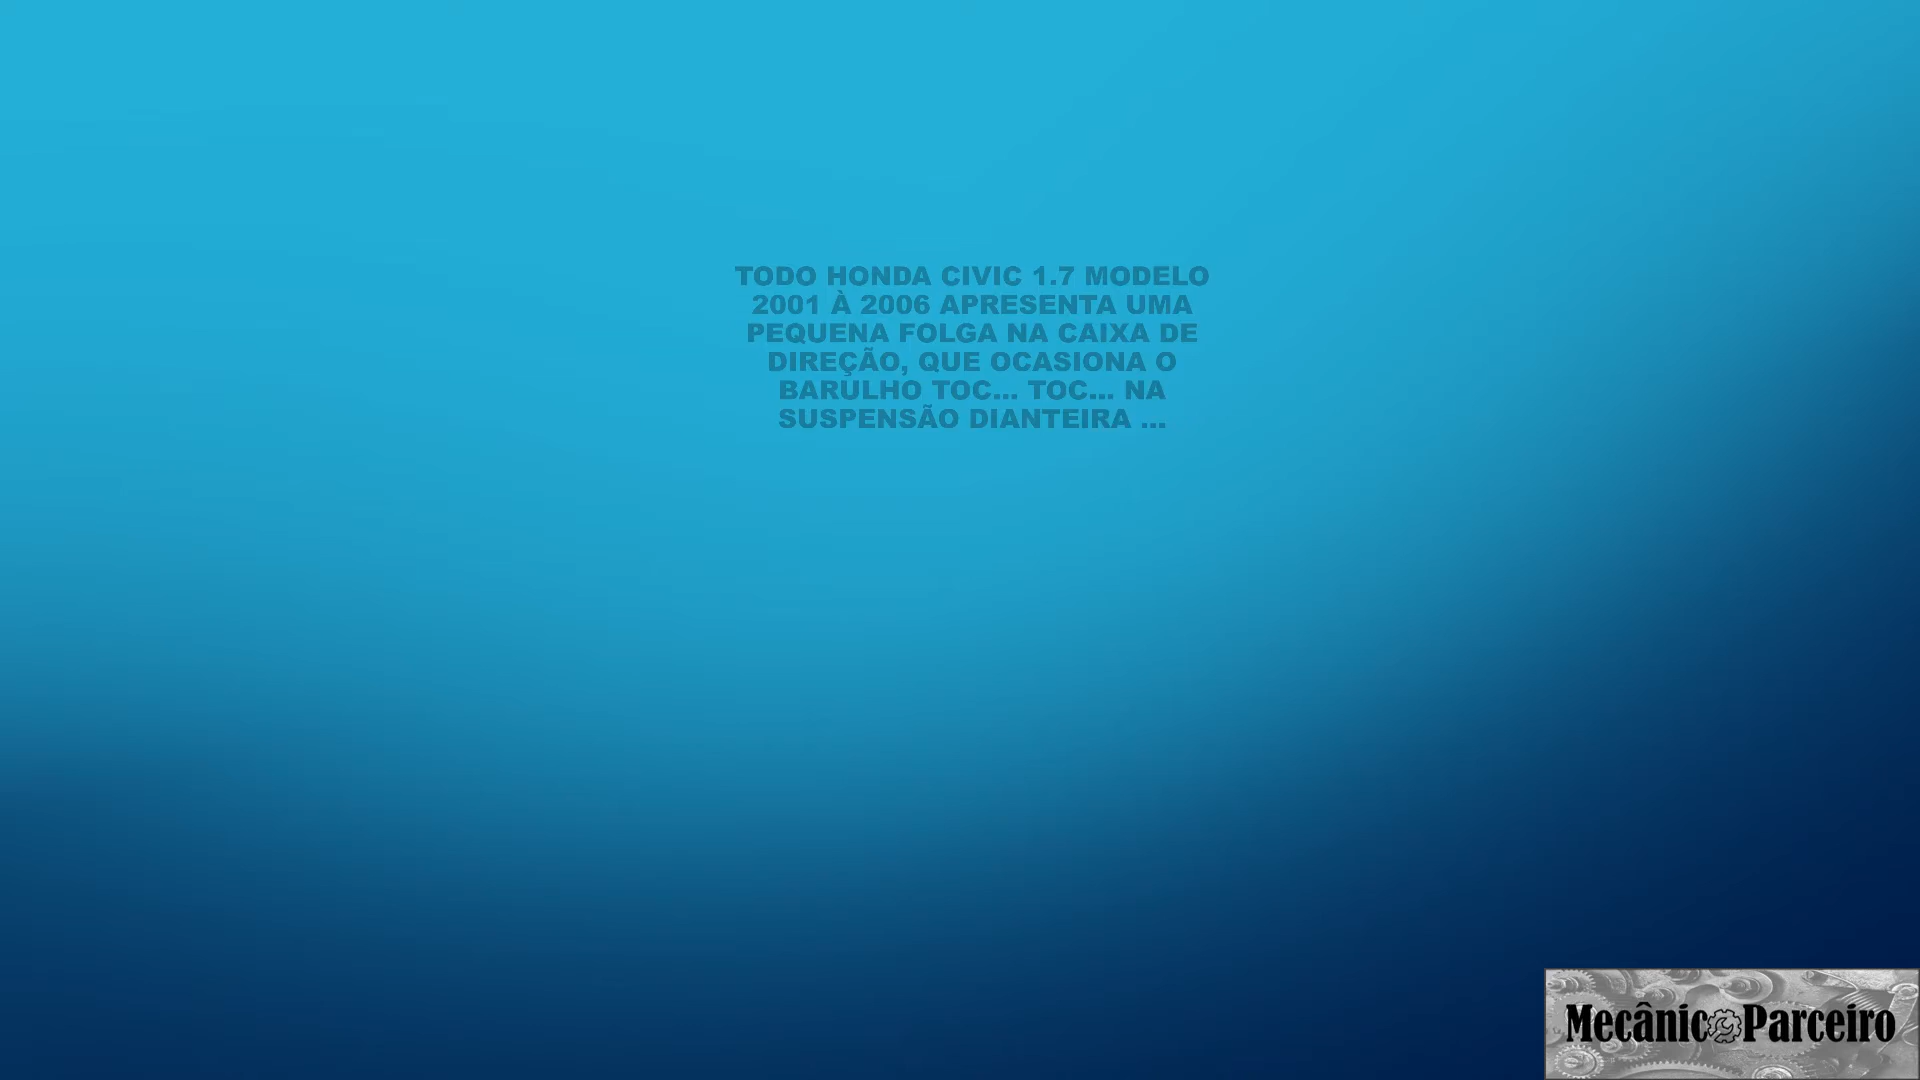 TODO HONDA CIVIC 1.7 MODELO
2001 À 2006 APRESENTA UMA
PEQUENA FOLGA NA CAIXA DE
DIREÇÃO, QUE OCASIONA O
BARULHO TOC... TOC... NA
SUSPENSÃO DIANTEIRA ...
Mecânico Parceiro